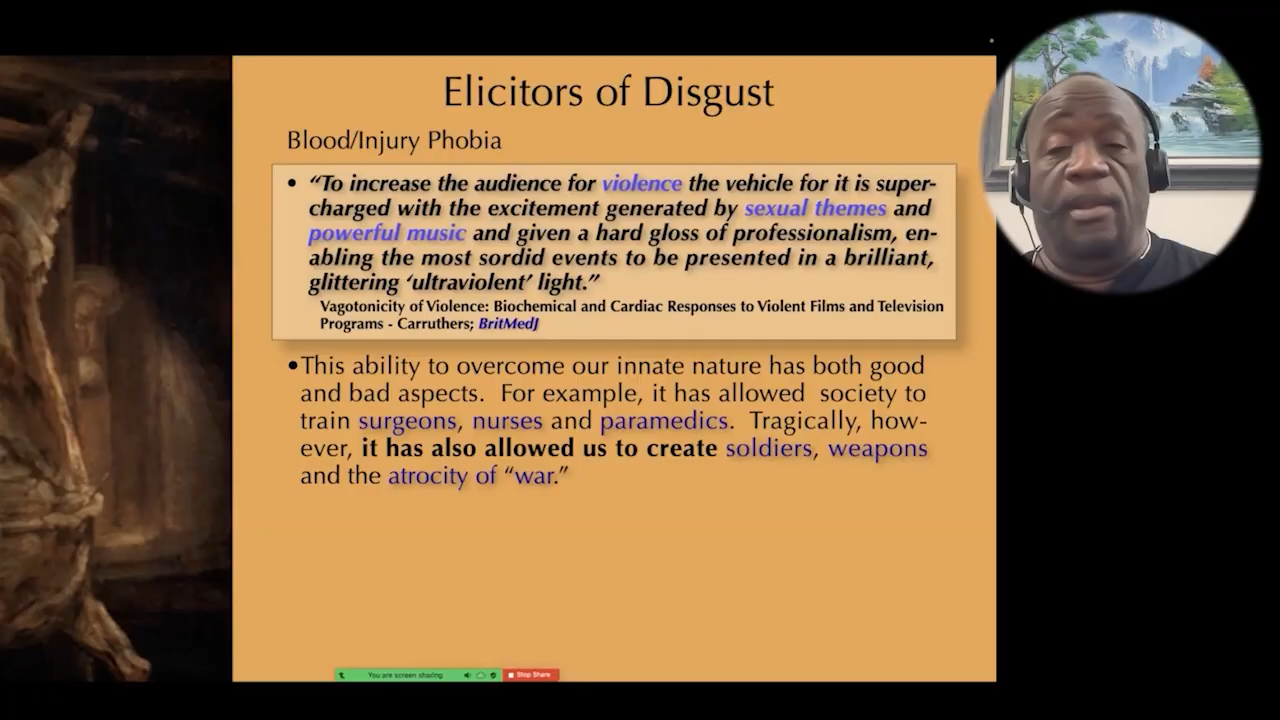 Elicitors of Disgust
Blood/Injury Phobia
• “To increase the audience for violence the vehicle for it is super-
charged with the excitement generated by sexual themes and
powerful music and given a hard gloss of professionalism, en-
abling the most sordid events to be presented in a brilliant,
glittering ‘ultraviolent’ light.”
Vagotonicity of Violence: Biochemical and Cardiac Responses to Violent Films and Television
Programs - Carruthers; BritMedJ
•This ability to overcome our innate nature has both good
and bad aspects. For example, it has allowed society to
train surgeons, nurses and paramedics. Tragically, how-
ever, it has also allowed us to create soldiers, weapons
and the atrocity of “war.”
You are screen sharing
Stop Share